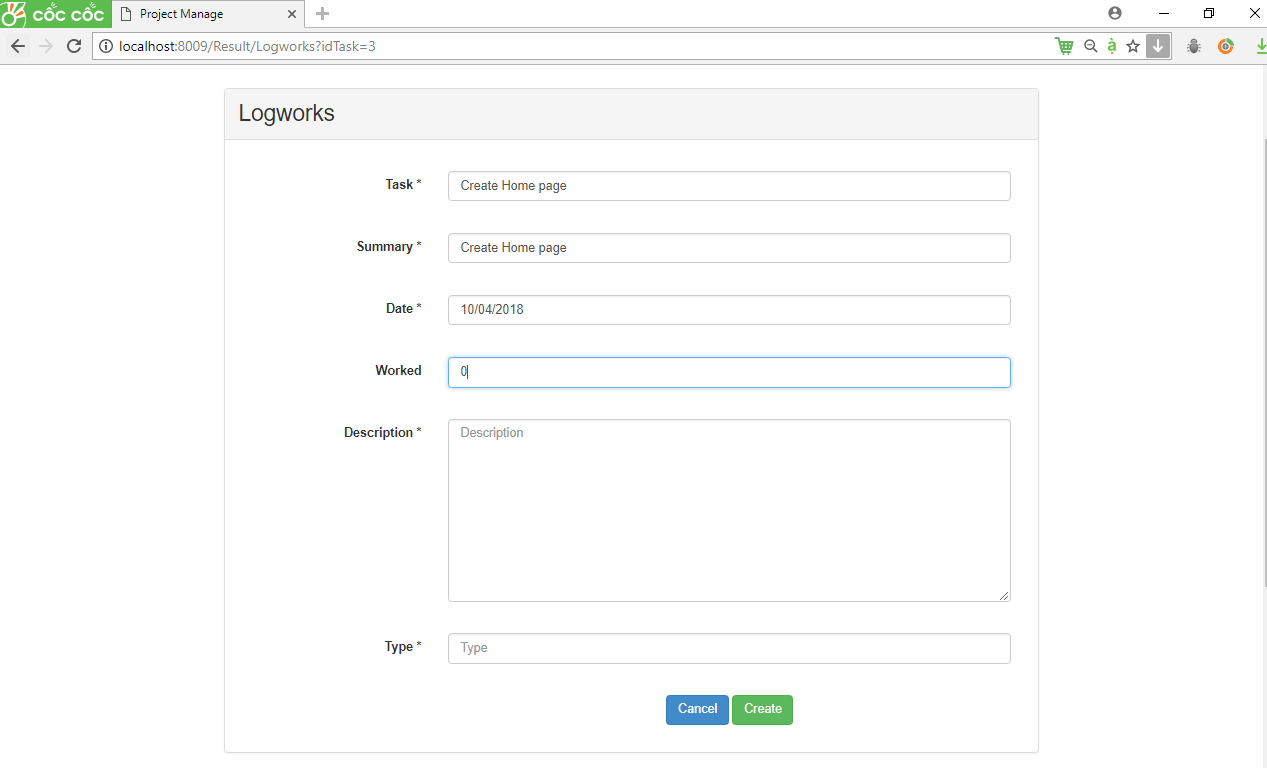 CỐC CỐC
Project Manage
localhost:8009/Result/Logworks?idTask=3
à
Logworks
Task *
Create Home page
Summary *
Create Home page
Date *
10/04/2018
Worked
0
Description *
Description
Type *
Type
Cancel
Create